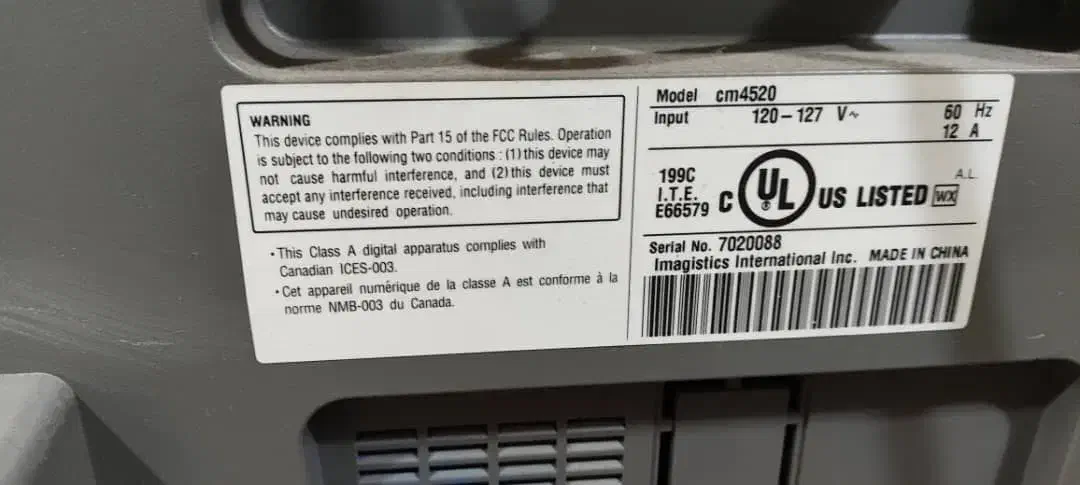 WARNING
This device complies with Part 15 of the FCC Rules. Operation
is subject to the following two conditions : (1) this device may
not cause harmful interference, and (2) this device must
accept any interference received, including interference that
may cause undesired operation.
・This Class A digital apparatus complies with
Canadian ICES-003.
・Cet appareil numérique de la classe A est conforme à la
norme NMB-003 du Canada.
Model cm4520
Input 120–127 V~ 60 Hz
12 A
199C
I.T.E.
E66579
C UL ® US LISTED
A.L.
WX
Serial No. 7020088
Imagistics International Inc. MADE IN CHINA